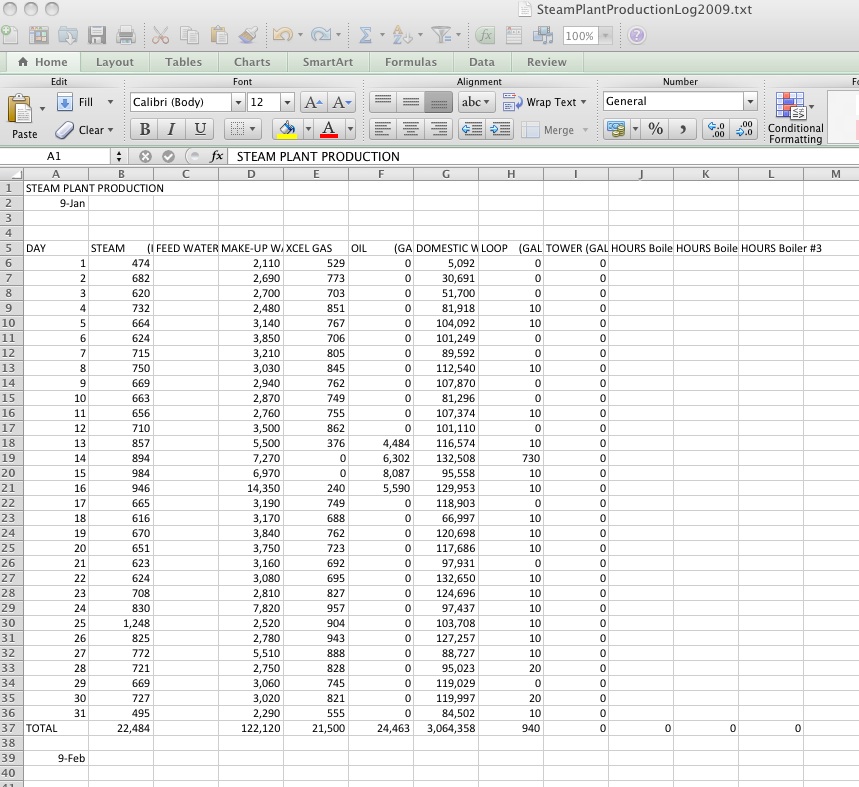 SteamPlantProductionLog2009.txt
100%
Home Layout Tables Charts SmartArt Formulas Data Review
Edit Font Alignment Number
Fill Calibri (Body) 12 abc Wrap Text General
Paste Clear B I U A Merge % Conditional Formatting
A1 fx STEAM PLANT PRODUCTION
A B C D E F G H I J K L M
1 STEAM PLANT PRODUCTION
2 9-Jan
3
4
5 DAY STEAM (I FEED WATER MAKE-UP WA XCEL GAS OIL (GA DOMESTIC W LOOP (GAL TOWER (GAL HOURS Boile HOURS Boile HOURS Boiler #3
6 1 474 2,110 529 0 5,092 0 0
7 2 682 2,690 773 0 30,691 0 0
8 3 620 2,700 703 0 51,700 0 0
9 4 732 2,480 851 0 81,918 10 0
10 5 664 3,140 767 0 104,092 10 0
11 6 624 3,850 706 0 101,249 0 0
12 7 715 3,210 805 0 89,592 0 0
13 8 750 3,030 845 0 112,540 10 0
14 9 669 2,940 762 0 107,870 0 0
15 10 663 2,870 749 0 81,296 0 0
16 11 656 2,760 755 0 107,374 10 0
17 12 710 3,500 862 0 101,110 0 0
18 13 857 5,500 376 4,484 116,574 10 0
19 14 894 7,270 0 6,302 132,508 730 0
20 15 984 6,970 0 8,087 95,558 10 0
21 16 946 14,350 240 5,590 129,953 10 0
22 17 665 3,190 749 0 118,903 0 0
23 18 616 3,170 688 0 66,997 10 0
24 19 670 3,840 762 0 120,698 10 0
25 20 651 3,750 723 0 117,686 10 0
26 21 623 3,160 692 0 97,931 0 0
27 22 624 3,080 695 0 132,650 10 0
28 23 708 2,810 827 0 124,696 10 0
29 24 830 7,820 957 0 97,437 10 0
30 25 1,248 2,520 904 0 103,708 10 0
31 26 825 2,780 943 0 127,257 10 0
32 27 772 5,510 888 0 88,727 10 0
33 28 721 2,750 828 0 95,023 20 0
34 29 669 3,060 745 0 119,029 0 0
35 30 727 3,020 821 0 119,997 20 0
36 31 495 2,290 555 0 84,502 10 0
37 TOTAL 22,484 122,120 21,500 24,463 3,064,358 940 0 0 0 0
38
39 9-Feb
40